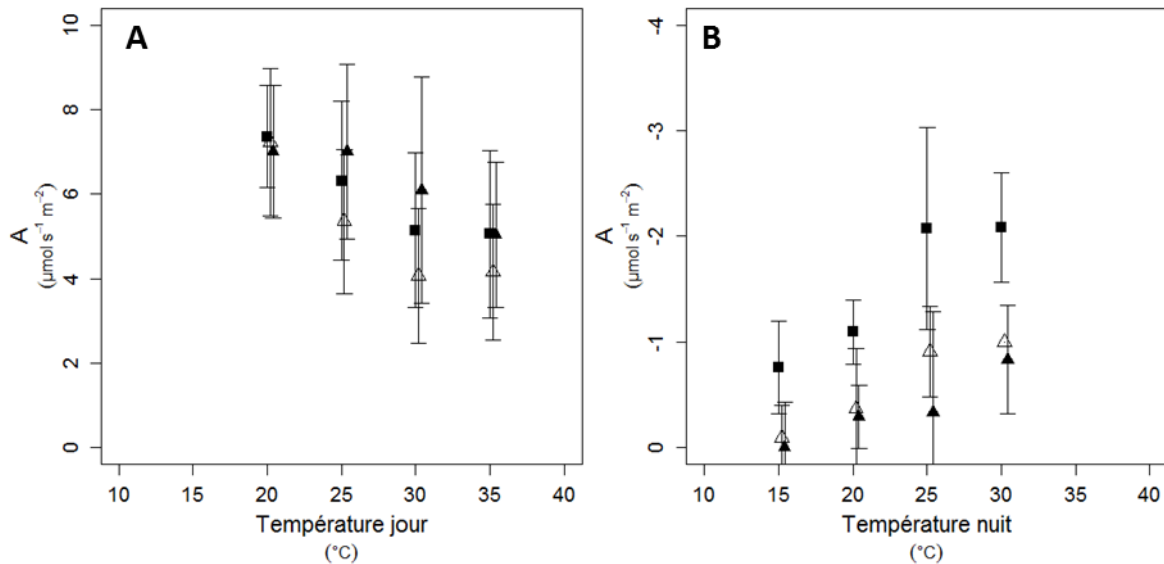 A
10
8
6
4
2
0
A
(µmol s⁻¹ m⁻²)
10 15 20 25 30 35 40
Température jour
(°C)
B
-4
-3
-2
-1
0
A
(µmol s⁻¹ m⁻²)
10 15 20 25 30 35 40
Température nuit
(°C)